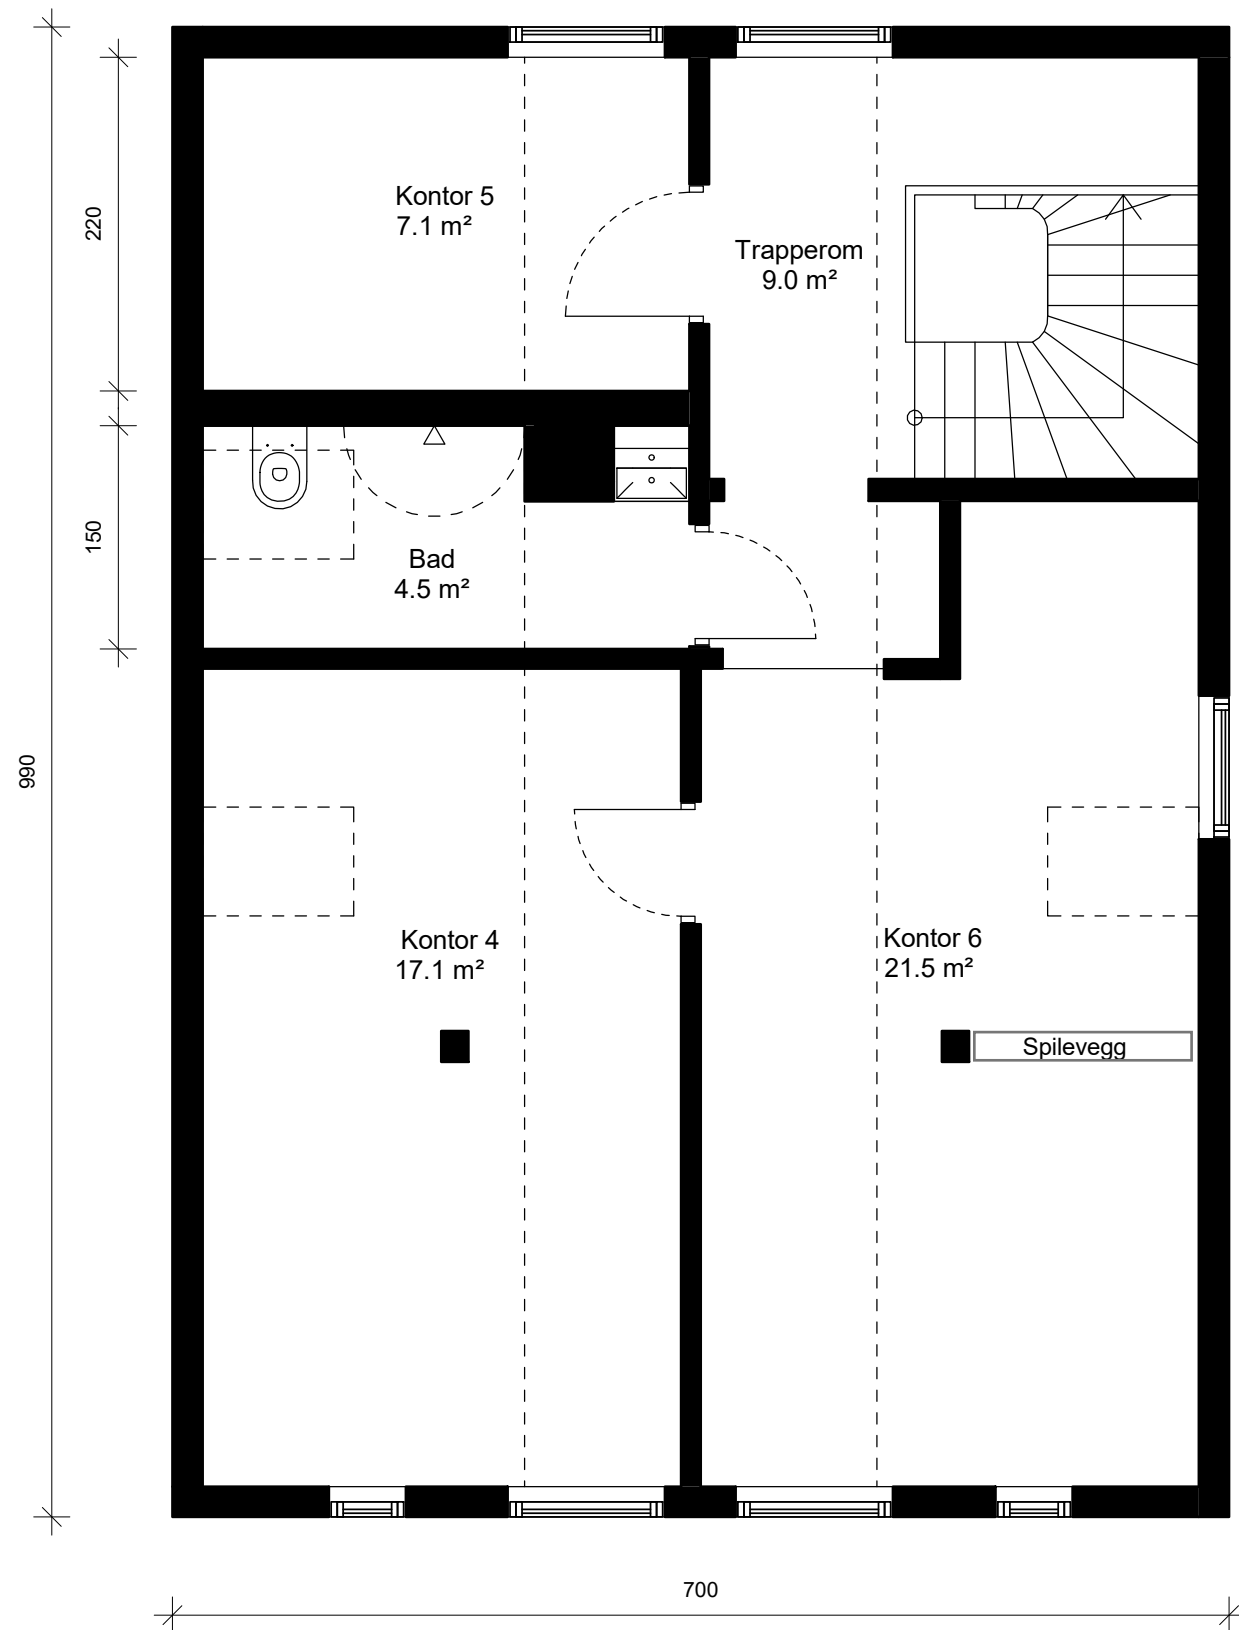 Kontor 5
7.1 m²
220
Trapperom
9.0 m²
150
Bad
4.5 m²
990
Kontor 4
17.1 m²
Kontor 6
21.5 m²
Spilevegg
700